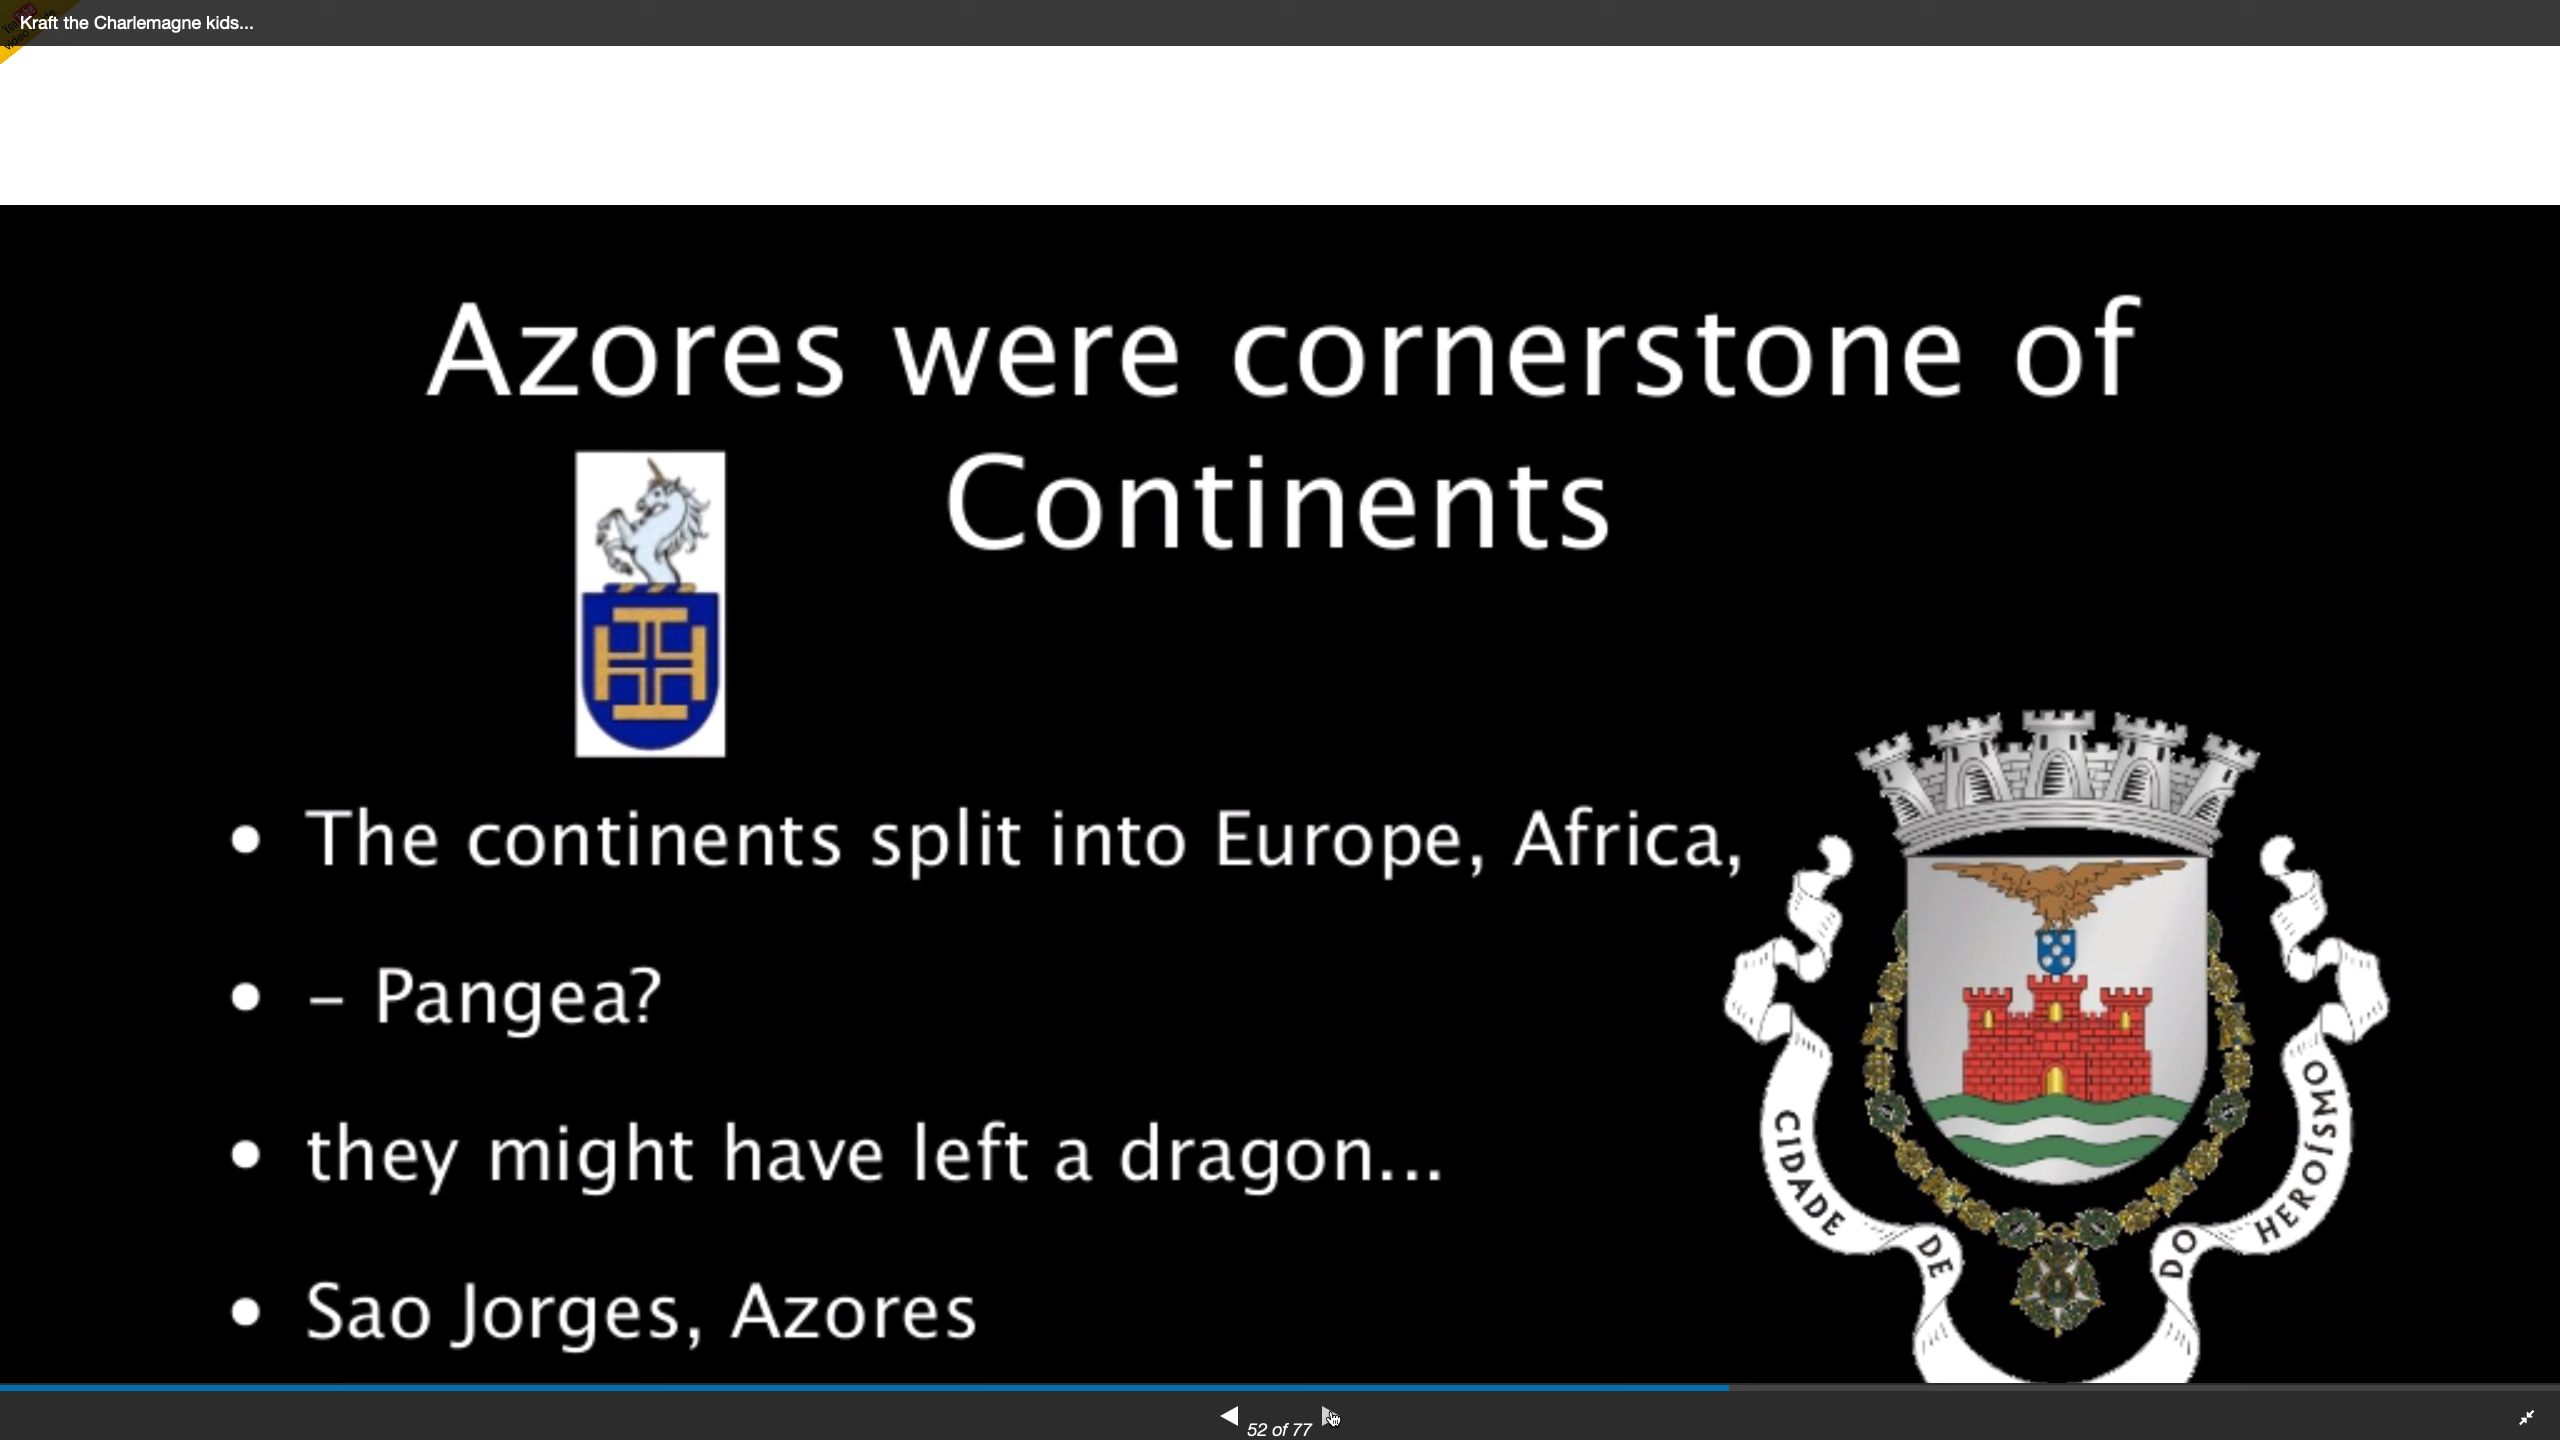 Kraft the Charlemagne kids...
Azores were cornerstone of
Continents
• The continents split into Europe, Africa,
• – Pangea?
• they might have left a dragon...
• Sao Jorges, Azores
CIDADE DE DO HEROÍSMO
52 of 77